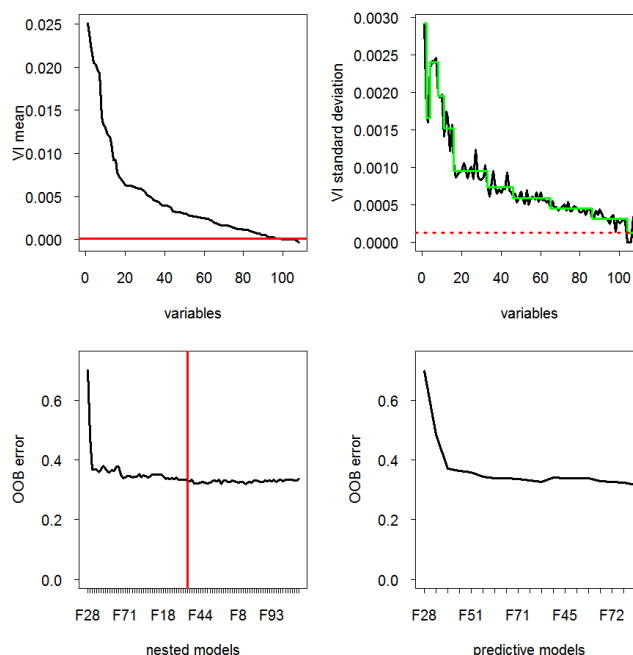 VI mean
0.025
0.020
0.015
0.010
0.005
0.000
0 20 40 60 80 100
variables
VI standard deviation
0.0030
0.0025
0.0020
0.0015
0.0010
0.0005
0.0000
0 20 40 60 80 100
variables
OOB error
0.6
0.4
0.2
0.0
F28 F71 F18 F44 F8 F93
nested models
OOB error
0.6
0.4
0.2
0.0
F28 F51 F71 F45 F72
predictive models